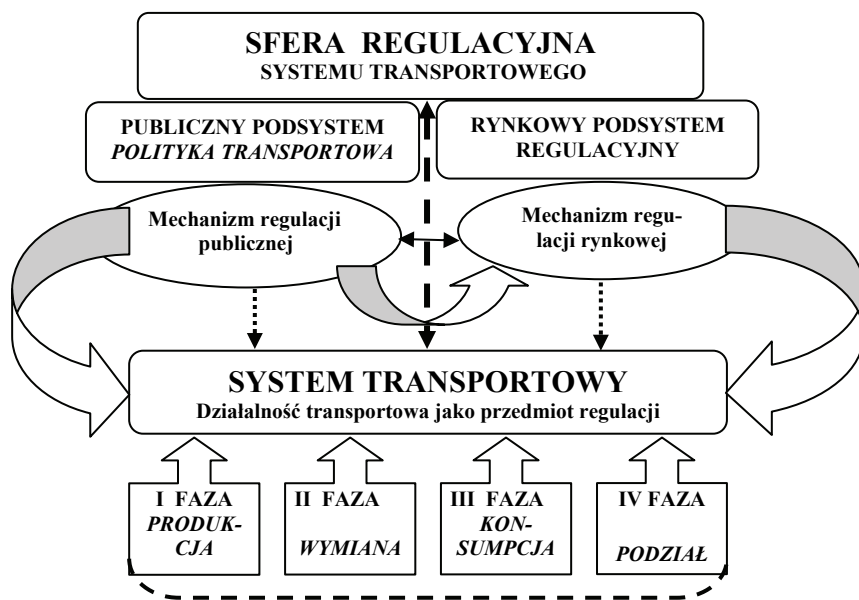 SFERA REGULACYJNA
SYSTEMU TRANSPORTOWEGO
PUBLICZNY PODSYSTEM
POLITYKA TRANSPORTOWA
RYNKOWY PODSYSTEM
REGULACYJNY
Mechanizm regulacji
publicznej
Mechanizm regu-
lacji rynkowej
SYSTEM TRANSPORTOWY
Działalność transportowa jako przedmiot regulacji
I FAZA
PRODUK-
CJA
II FAZA
WYMIANA
III FAZA
KON-
SUMPCJA
IV FAZA
PODZIAŁ